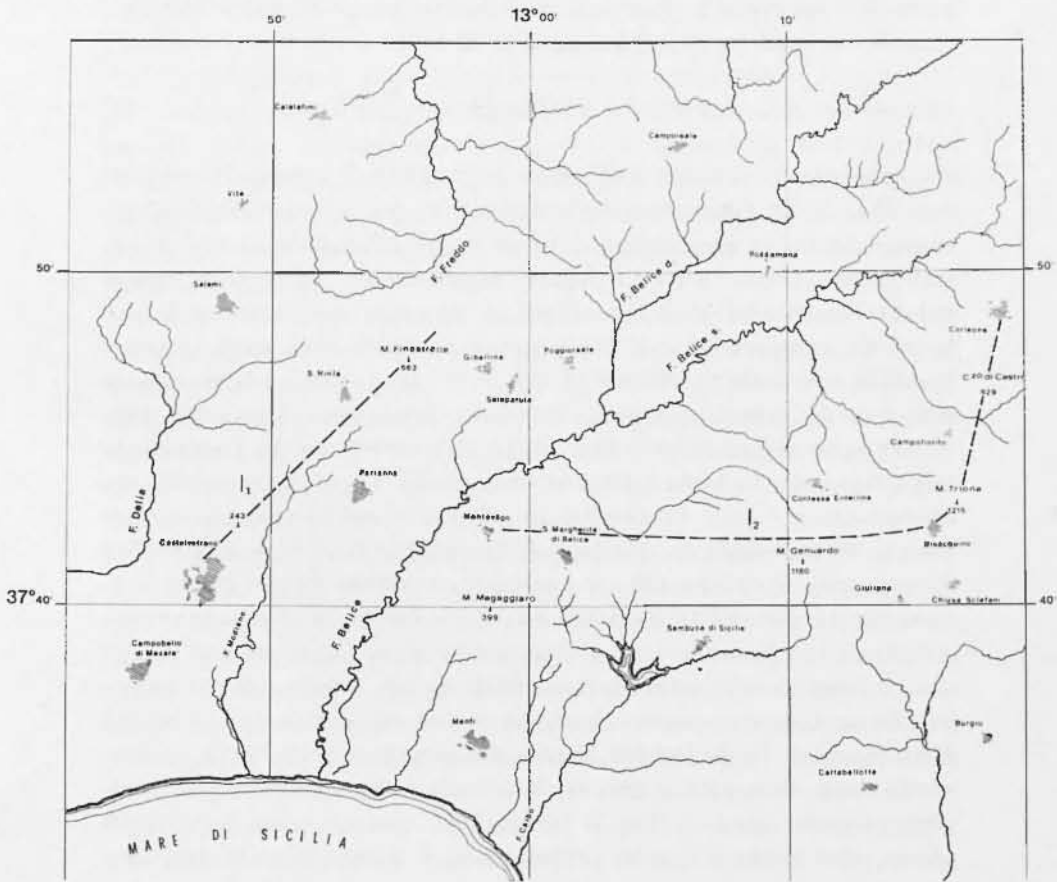 50'
13° 00'
10'
Calatafimi
Camporeale
Vita
F. Freddo
F. Belice d.
Roccamena
50'
50'
Salemi
Corleone
M. Finestrelle
663
Gibellina
Poggioreale
F. Belice s.
S. Ninfa
Salaparuta
C.zo di Castro
929
Campofiorito
F. Delia
I1
Partanna
Contessa Entellina
M. Triona
1215
243
Castelvetrano
Montevago
S. Margherita
di Belice
I2
Bisacquino
M. Genuardo
1180
37° 40'
M. Magaggiaro
399
Giuliana
Chiusa Sclafani
40'
F. Modione
F. Belice
Campobello
di Mazara
Sambuca di Sicilia
Menfi
Burgio
Caltabellotta
F. Carbo
MARE DI SICILIA